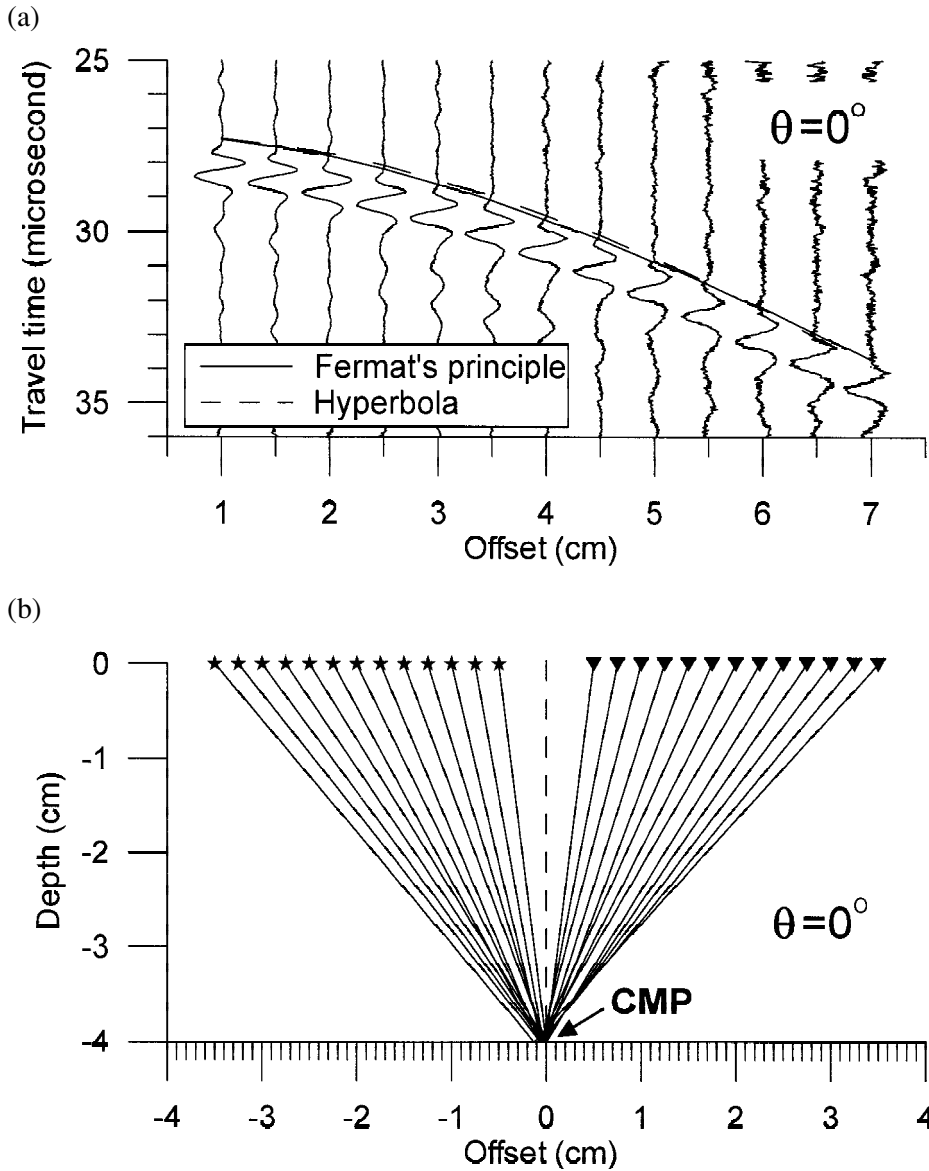 (a)
25
30
35
Travel time (microsecond)
θ=0°
Fermat's principle
Hyperbola
1 2 3 4 5 6 7
Offset (cm)
(b)
0
-1
-2
-3
-4
Depth (cm)
θ=0°
CMP
-4 -3 -2 -1 0 1 2 3 4
Offset (cm)